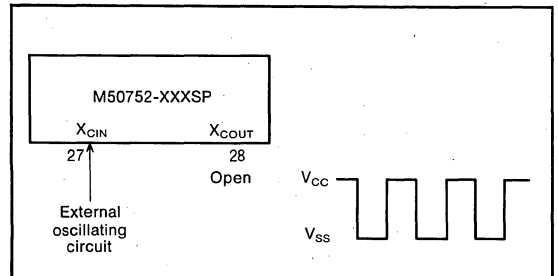 M50752-XXXSP
XCIN XCOUT
27 28
Open
External
oscillating
circuit
VCC
VSS